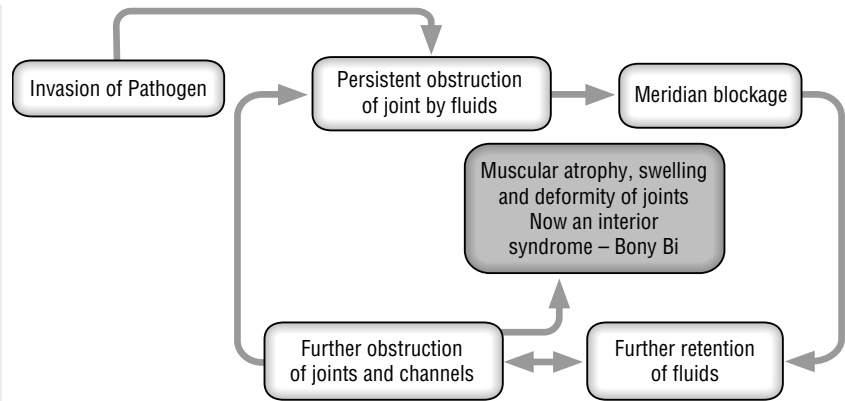 Invasion of Pathogen
Persistent obstruction
of joint by fluids
Meridian blockage
Muscular atrophy, swelling
and deformity of joints
Now an interior
syndrome – Bony Bi
Further obstruction
of joints and channels
Further retention
of fluids